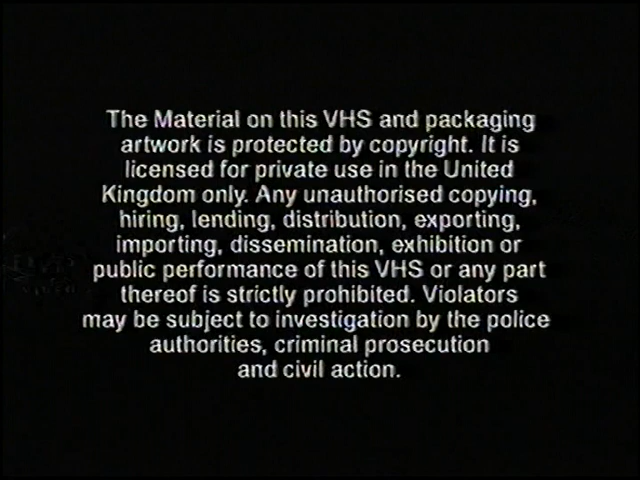 The Material on this VHS and packaging
artwork is protected by copyright. It is
licensed for private use in the United
Kingdom only. Any unauthorised copying,
hiring, lending, distribution, exporting,
importing, dissemination, exhibition or
public performance of this VHS or any part
thereof is strictly prohibited. Violators
may be subject to investigation by the police
authorities, criminal prosecution
and civil action.